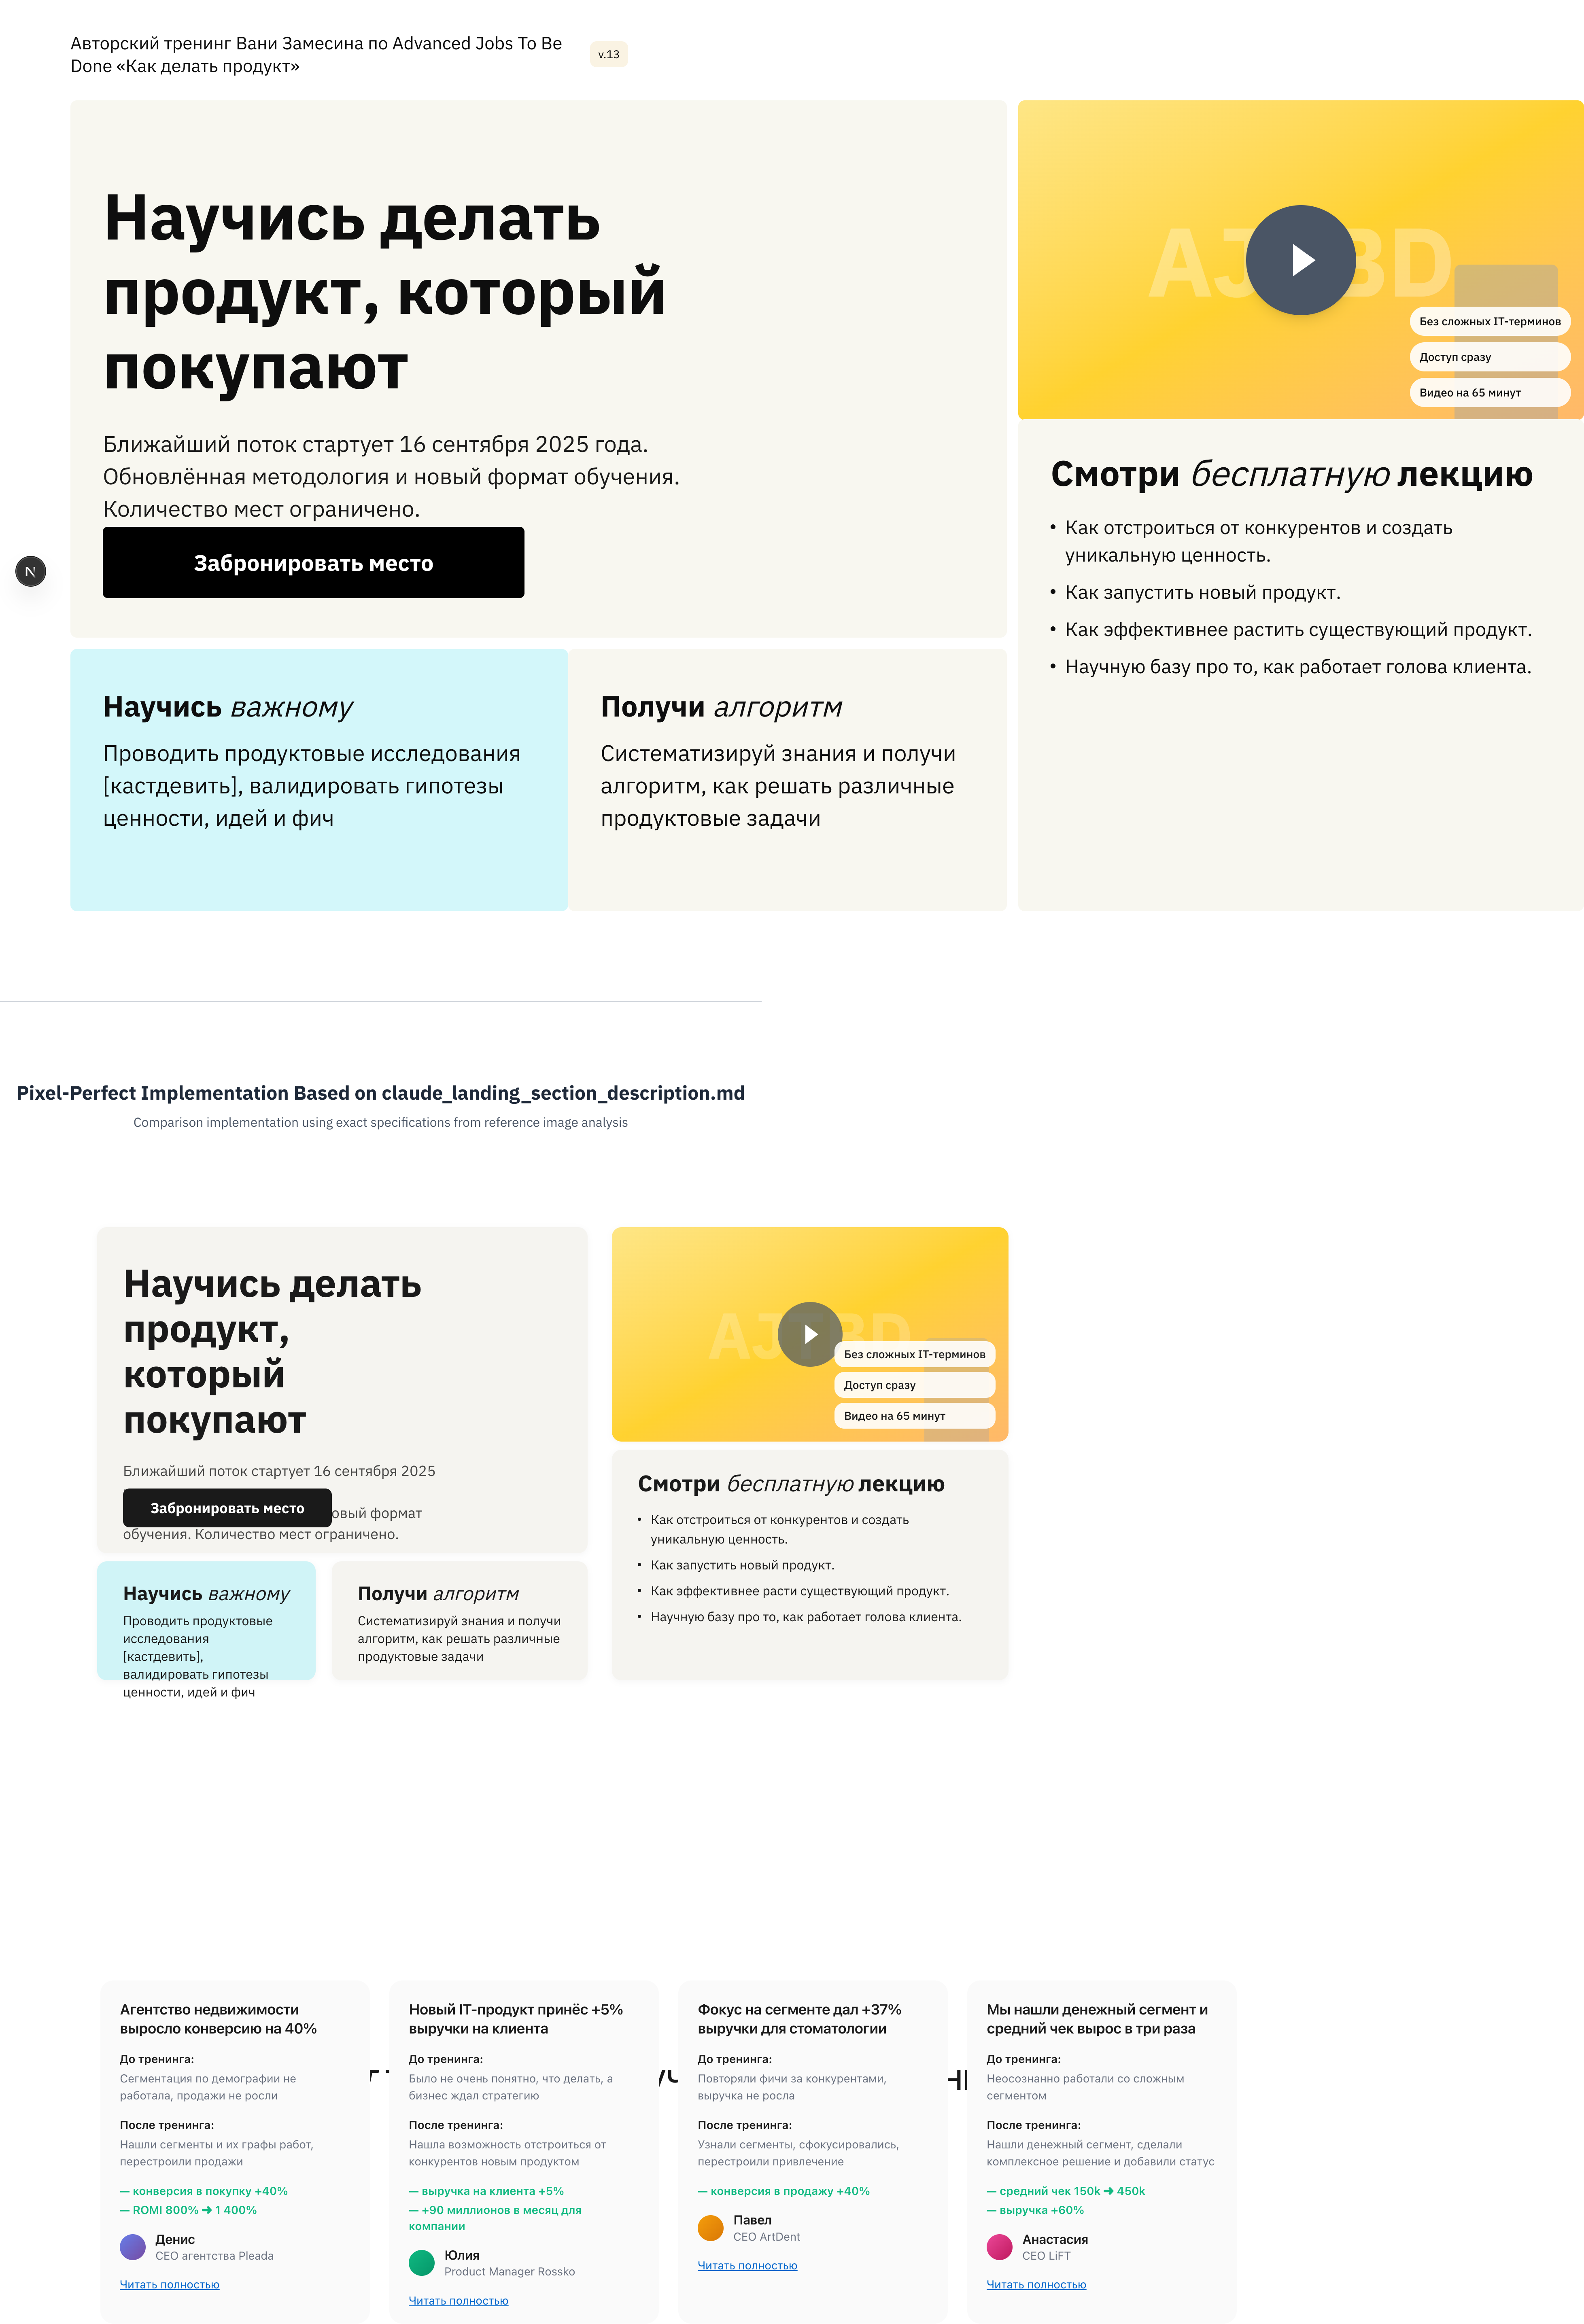 Авторский тренинг Вани Замесина по Advanced Jobs To Be
Done «Как делать продукт»
v.13
Научись делать
продукт, который
покупают
Ближайший поток стартует 16 сентября 2025 года.
Обновлённая методология и новый формат обучения.
Количество мест ограничено.
Забронировать место
Без сложных IT-терминов
Доступ сразу
Видео на 65 минут
Смотри бесплатную лекцию
• Как отстроиться от конкурентов и создать
уникальную ценность.
• Как запустить новый продукт.
• Как эффективнее растить существующий продукт.
• Научную базу про то, как работает голова клиента.
N
Научись важному
Проводить продуктовые исследования
[кастдевить], валидировать гипотезы
ценности, идей и фич
Получи алгоритм
Систематизируй знания и получи
алгоритм, как решать различные
продуктовые задачи
Pixel-Perfect Implementation Based on claude_landing_section_description.md
Comparison implementation using exact specifications from reference image analysis
Научись делать
продукт,
который
покупают
Ближайший поток стартует 16 сентября 2025
формат
обучения. Количество мест ограничено.
Забронировать место
Без сложных IT-терминов
Доступ сразу
Видео на 65 минут
Смотри бесплатную лекцию
• Как отстроиться от конкурентов и создать
уникальную ценность.
• Как запустить новый продукт.
• Как эффективнее расти существующий продукт.
• Научную базу про то, как работает голова клиента.
Научись важному
Проводить продуктовые
исследования
[кастдевить],
валидировать гипотезы
ценности, идей и фич
Получи алгоритм
Систематизируй знания и получи
алгоритм, как решать различные
продуктовые задачи
Агентство недвижимости
выросло конверсию на 40%
До тренинга:
Сегментация по демографии не
работала, продажи не росли
После тренинга:
Нашли сегменты и их графы работ,
перестроили продажи
— конверсия в покупку +40%
— ROMI 800% ➜ 1 400%
Денис
CEO агентства Pleada
Читать полностью
Новый IT-продукт принёс +5%
выручки на клиента
До тренинга:
Было не очень понятно, что делать, а
бизнес ждал стратегию
После тренинга:
Нашла возможность отстроиться от
конкурентов новым продуктом
— выручка на клиента +5%
— +90 миллионов в месяц для
компании
Юлия
Product Manager Rossko
Читать полностью
Фокус на сегменте дал +37%
выручки для стоматологии
До тренинга:
Повторяли фичи за конкурентами,
выручка не росла
После тренинга:
Узнали сегменты, сфокусировались,
перестроили привлечение
— конверсия в продажу +40%
Павел
CEO ArtDent
Читать полностью
Мы нашли денежный сегмент и
средний чек вырос в три раза
До тренинга:
Неосознанно работали со сложным
сегментом
После тренинга:
Нашли денежный сегмент, сделали
комплексное решение и добавили статус
— средний чек 150k ➜ 450k
— выручка +60%
Анастасия
CEO LiFT
Читать полностью